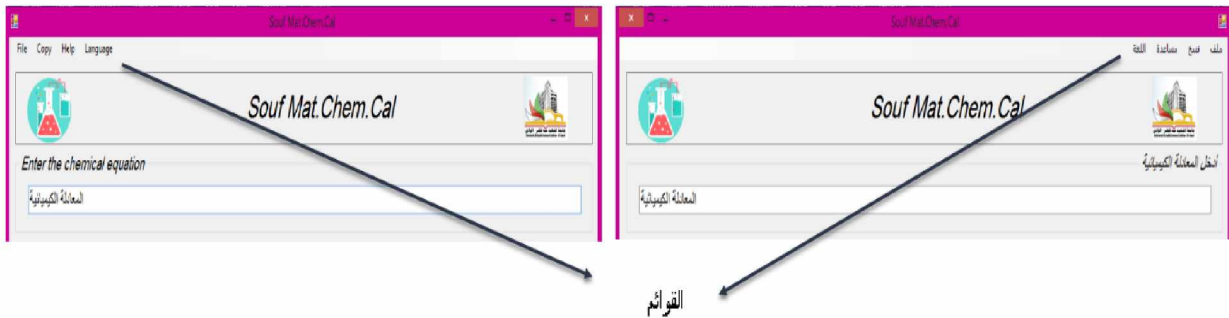 Souf Mat.Chem.Cal
File Copy Help Language
Souf Mat.Chem.Cal
Enter the chemical equation
المعادلة الكيميائية
Souf Mat.Chem.Cal
ملف نسخ مساعدة اللغة
Souf Mat.Chem.Cal
أدخل المعادلة الكيميائية
المعادلة الكيميائية
القوائم